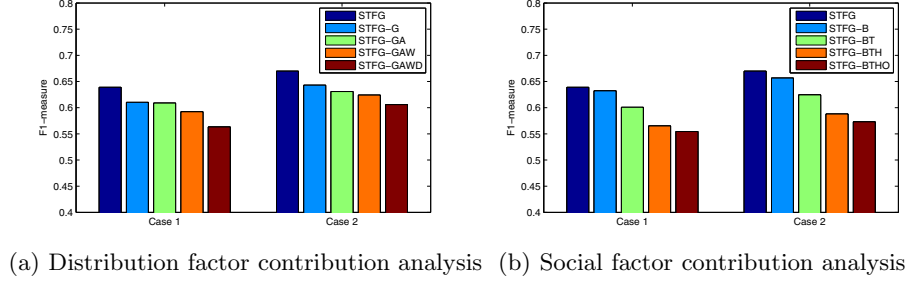 0.8
0.75
0.7
0.65
0.6
0.55
0.5
0.45
0.4
F1−measure
Case 1
Case 2
STFG
STFG−G
STFG−GA
STFG−GAW
STFG−GAWD
(a) Distribution factor contribution analysis
0.8
0.75
0.7
0.65
0.6
0.55
0.5
0.45
0.4
F1−measure
Case 1
Case 2
STFG
STFG−B
STFG−BT
STFG−BTH
STFG−BTHO
(b) Social factor contribution analysis